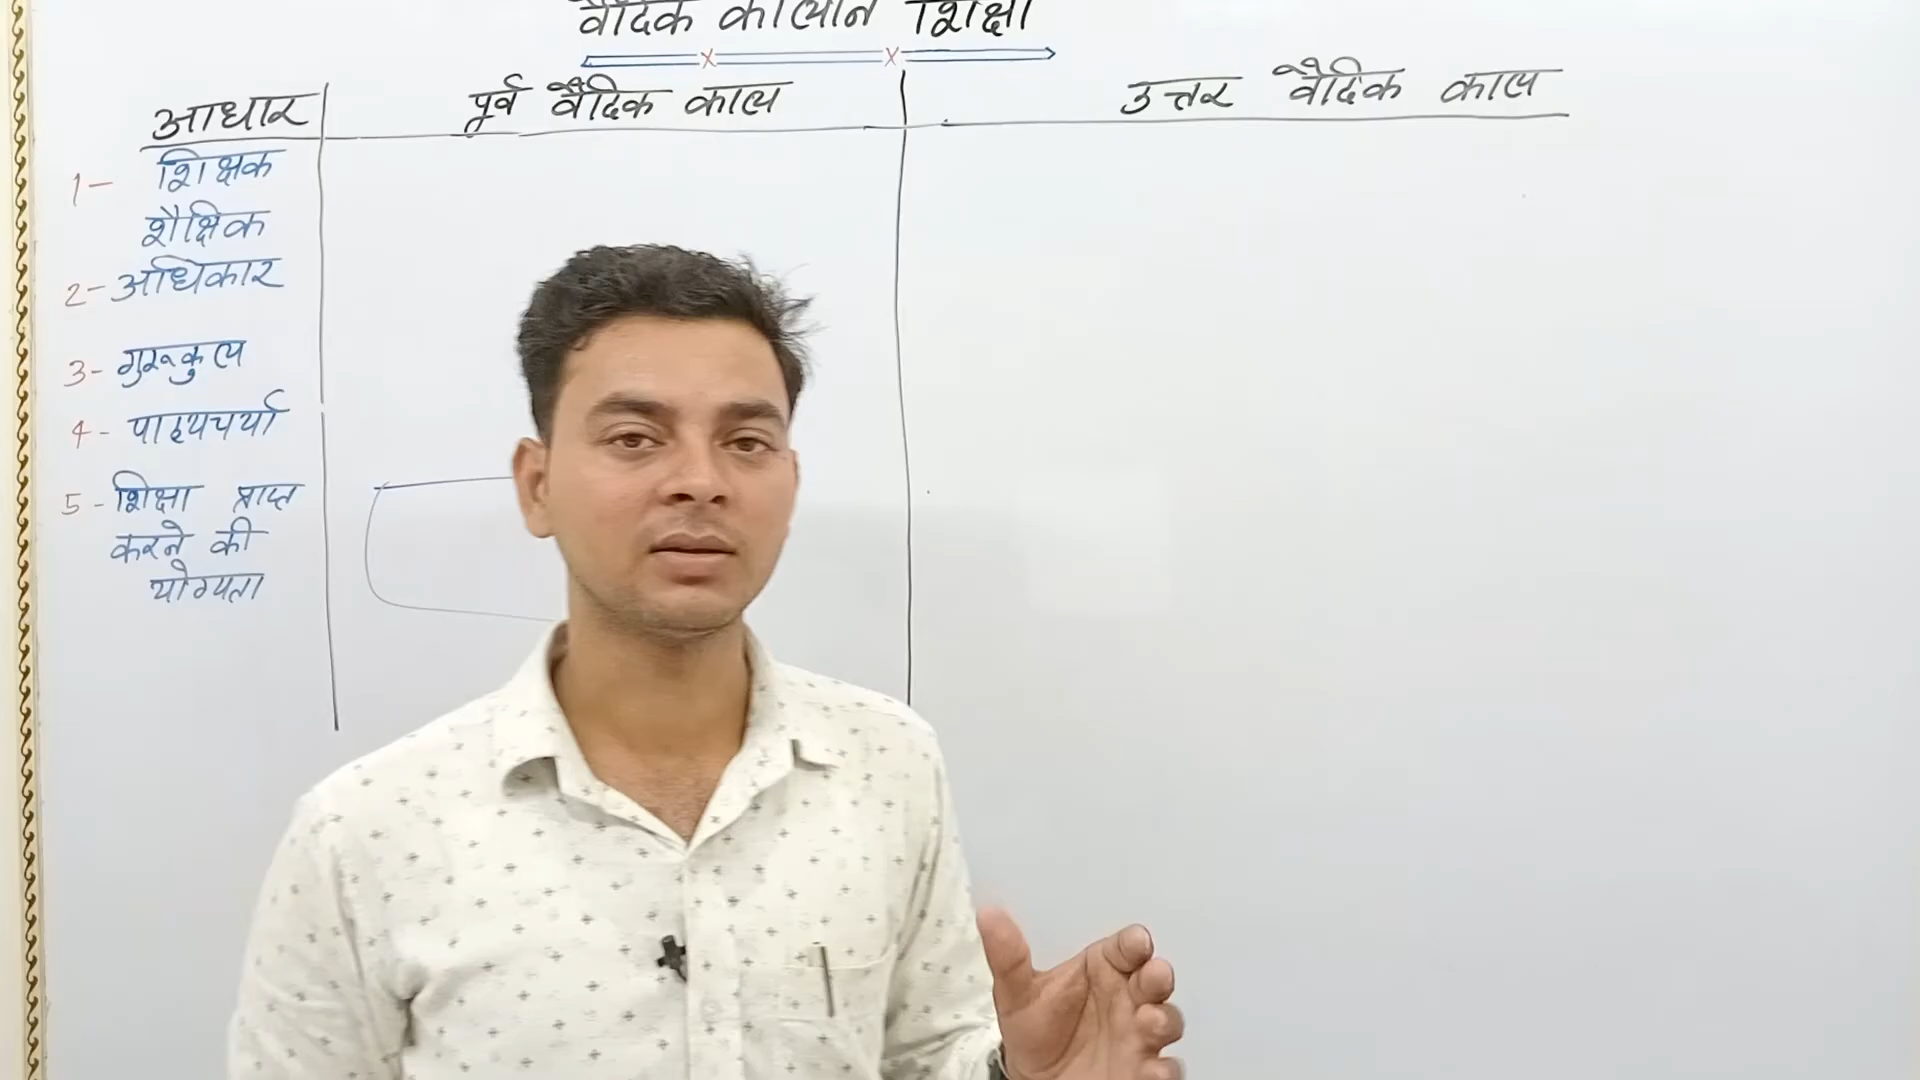 वैदिक कालीन शिक्षा
आधार
पूर्व वैदिक काल
उत्तर वैदिक काल
1- शिक्षक
शैक्षिक
2- अधिकार
3- गुरूकुल
4- पाठ्यचर्या
5- शिक्षा प्राप्त
करने की
योग्यता